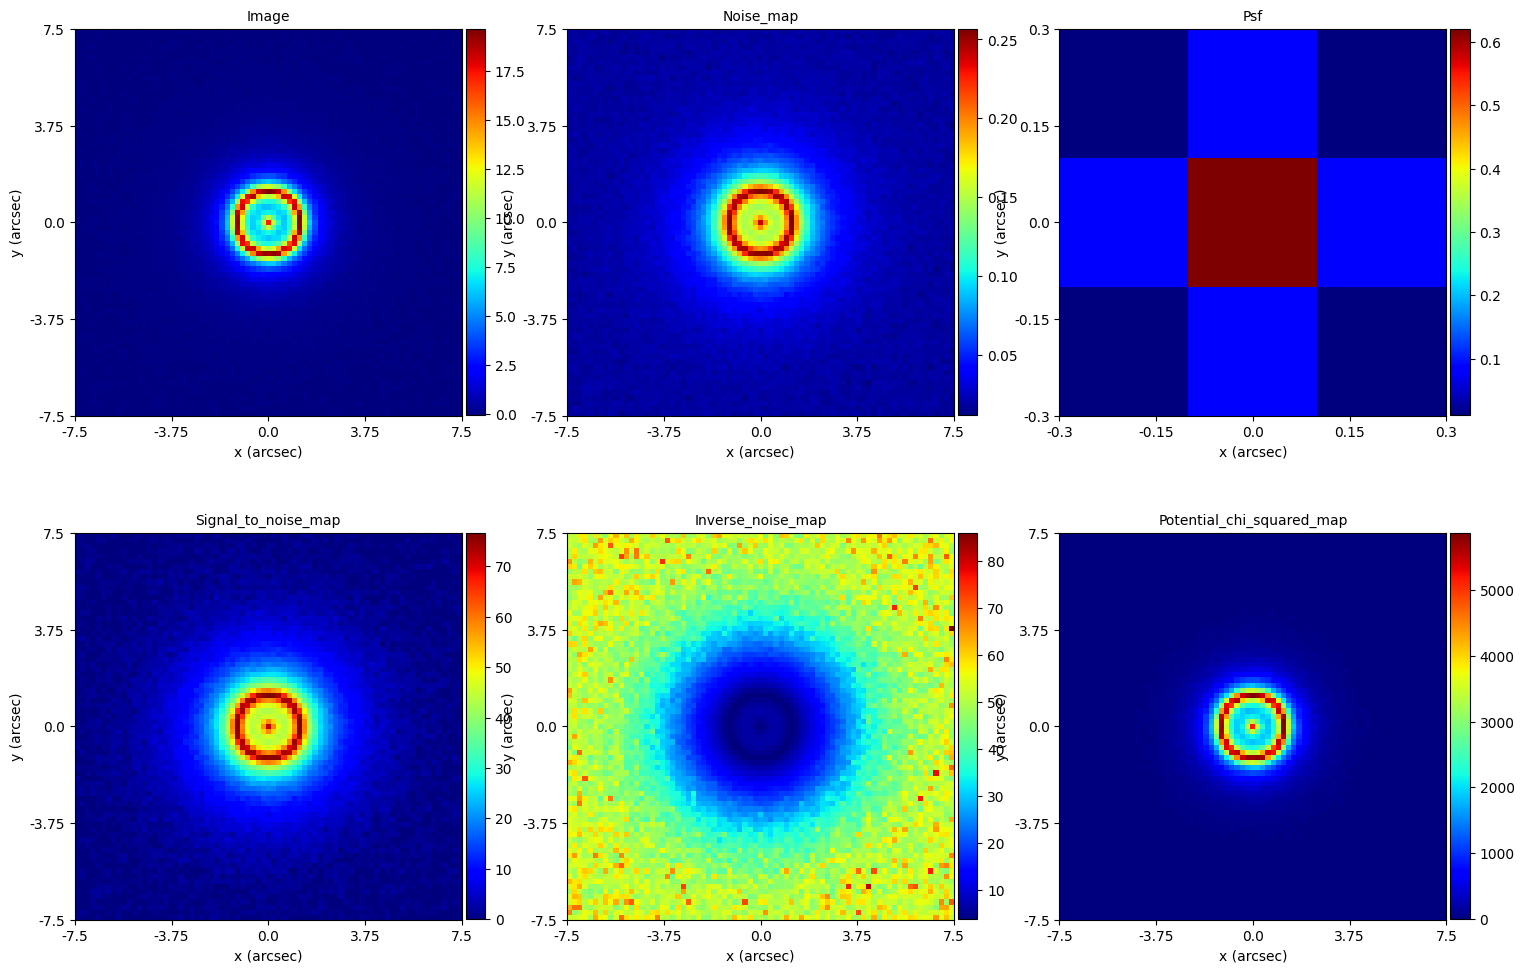 Image
7.5
3.75
0.0
-3.75
-7.5
-7.5 -3.75 0.0 3.75 7.5
x (arcsec)
y (arcsec)
17.5
15.0
12.5
10.0
7.5
5.0
2.5
0.0
Noise_map
7.5
3.75
0.0
-3.75
-7.5
-7.5 -3.75 0.0 3.75 7.5
x (arcsec)
y (arcsec)
0.25
0.20
0.15
0.10
0.05
Psf
0.3
0.15
0.0
-0.15
-0.3
-0.3 -0.15 0.0 0.15 0.3
x (arcsec)
y (arcsec)
0.6
0.5
0.4
0.3
0.2
0.1
Signal_to_noise_map
7.5
3.75
0.0
-3.75
-7.5
-7.5 -3.75 0.0 3.75 7.5
x (arcsec)
y (arcsec)
70
60
50
40
30
20
10
0
Inverse_noise_map
7.5
3.75
0.0
-3.75
-7.5
-7.5 -3.75 0.0 3.75 7.5
x (arcsec)
y (arcsec)
80
70
60
50
40
30
20
10
Potential_chi_squared_map
7.5
3.75
0.0
-3.75
-7.5
-7.5 -3.75 0.0 3.75 7.5
x (arcsec)
y (arcsec)
5000
4000
3000
2000
1000
0